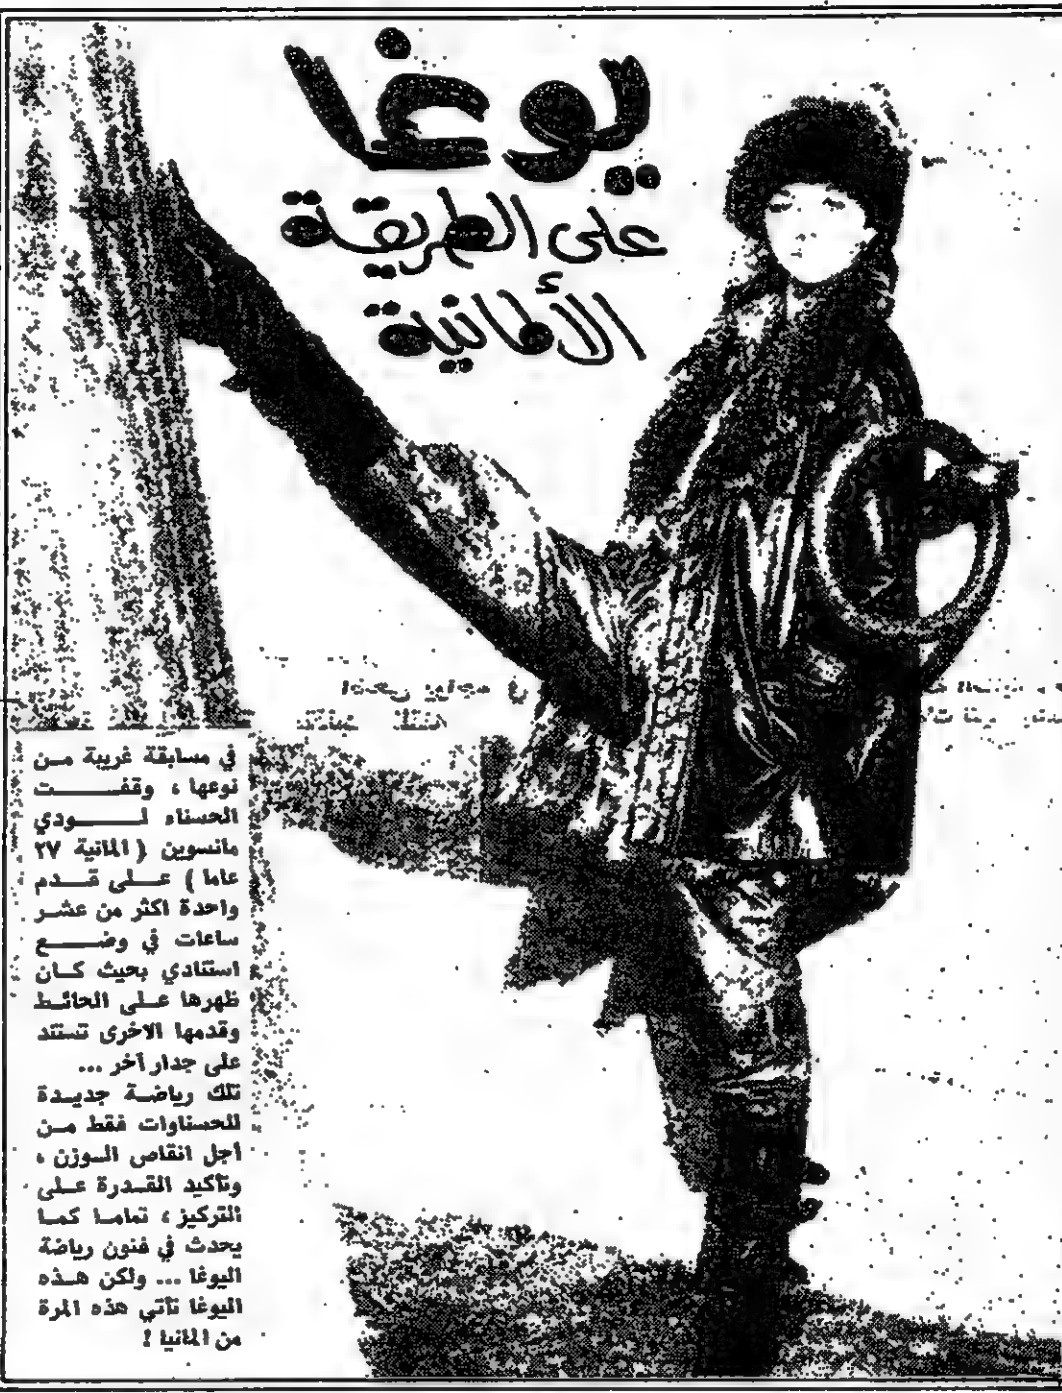 يوغا
على الطريقة
الألمانية
في مسابقة غريبة من
نوعها ، وقفت
الحسناء لودي
مانسوين ( المانية ٢٧
عاما ) على قدم
واحدة اكثر من عشر
ساعات في وضع
استنادي بحيث كان
ظهرها على الحائط
وقدمها الاخرى تستند
على جدار آخر ...
تلك رياضة جديدة
للحسناوات فقط من
أجل انقاص الوزن ،
وتأكيد القدرة على
التركيز ، تماما كما
يحدث في فنون رياضة
اليوغا ... ولكن هذه
اليوغا تأتي هذه المرة
من المانيا !